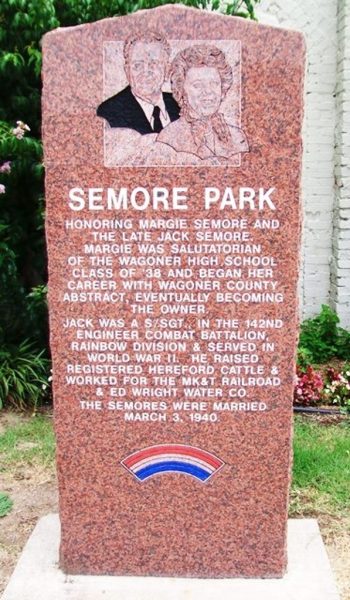 SEMORE PARK
HONORING MARGIE SEMORE AND
THE LATE JACK SEMORE.
MARGIE WAS SALUTATORIAN
OF THE WAGONER HIGH SCHOOL
CLASS OF '38 AND BEGAN HER
CAREER WITH WAGONER COUNTY
ABSTRACT, EVENTUALLY BECOMING
THE OWNER.
JACK WAS A S/SGT., IN THE 142ND
ENGINEER COMBAT BATTALION,
RAINBOW DIVISION, & SERVED IN
WORLD WAR II. HE RAISED
REGISTERED HEREFORD CATTLE &
WORKED FOR THE MK&T RAILROAD
& ED WRIGHT WATER CO.
THE SEMORES WERE MARRIED
MARCH 3, 1940.